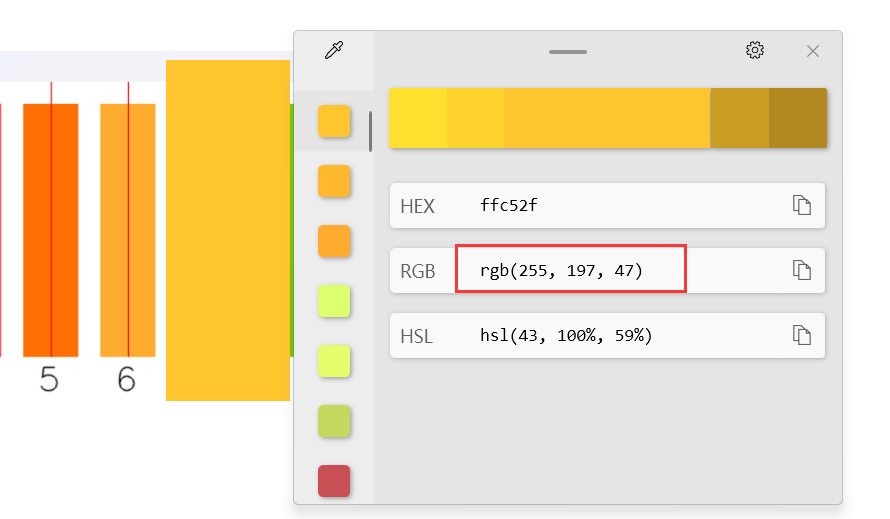 HEX ffc52f
RGB rgb(255, 197, 47)
HSL hsl(43, 100%, 59%)
5 6